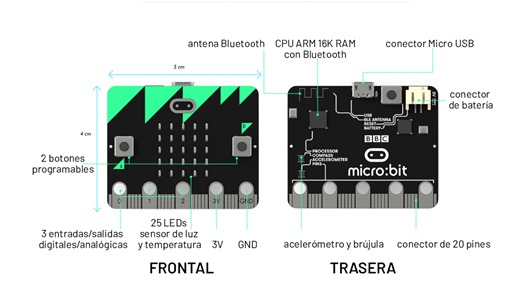 antena Bluetooth
CPU ARM 16K RAM
con Bluetooth
conector Micro USB
5 cm
4 cm
conector
de batería
USB
BLE ANTENNA
RESET
BATTERY
BBC
micro:bit
PROCESSOR
COMPASS
ACCELEROMETER
PINS
A
B
2 botones
programables
0
1
2
3V
GND
3 entradas/salidas
digitales/analógicas
25 LEDs
sensor de luz
y temperatura
3V
GND
acelerómetro y brújula
conector de 20 pines
FRONTAL
TRASERA